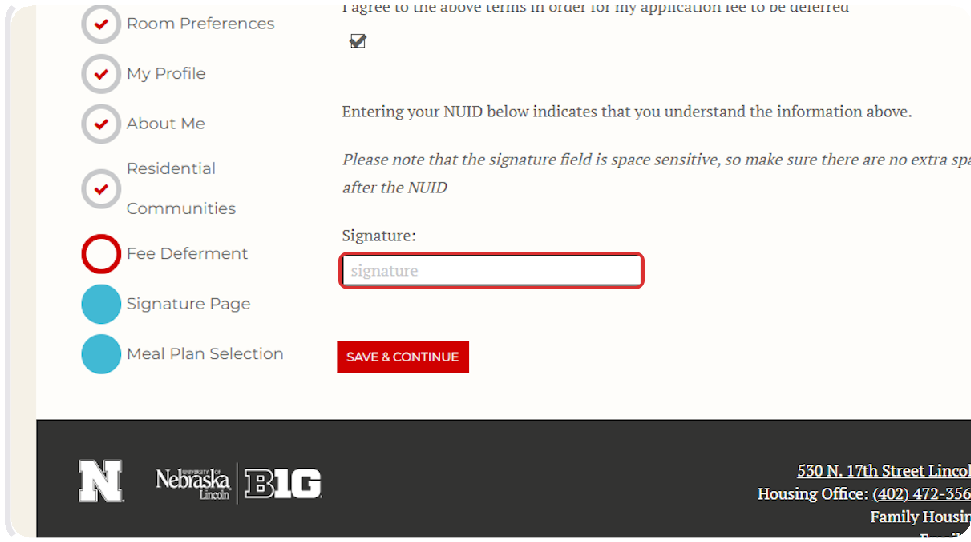 Room Preferences
My Profile
About Me
Residential
Communities
Fee Deferment
Signature Page
Meal Plan Selection
I agree to the above terms in order for my application fee to be deferred
Entering your NUID below indicates that you understand the information above.
Please note that the signature field is space sensitive, so make sure there are no extra spa
after the NUID
Signature:
signature
SAVE & CONTINUE
N
UNIVERSITY OF
Nebraska
Lincoln
B1G
530 N. 17th Street Lincol
Housing Office: (402) 472-356
Family Housin